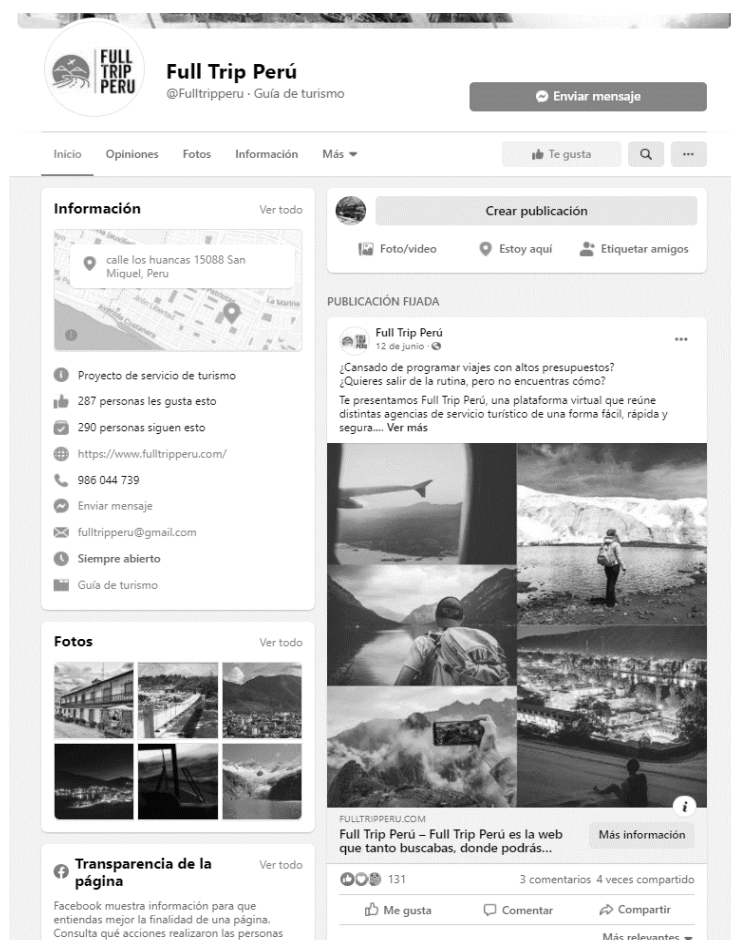 FULL
TRIP
PERU
Full Trip Perú
@Fulltripperu · Guía de turismo
Enviar mensaje
Inicio
Opiniones
Fotos
Información
Más
Te gusta
Información
Ver todo
calle los huancas 15088 San
Miquel, Peru
La Marina
Proyecto de servicio de turismo
287 personas les gusta esto
290 personas siguen esto
https://www.fulltripperu.com/
986 044 739
Enviar mensaje
fulltripperu@gmail.com
Siempre abierto
Guía de turismo
Fotos
Ver todo
Transparencia de la
página
Ver todo
Facebook muestra información para que
entiendas mejor la finalidad de una página.
Consulta qué acciones realizaron las personas
Crear publicación
Foto/video
Estoy aquí
Etiquetar amigos
PUBLICACIÓN FIJADA
Full Trip Perú
12 de junio ·
¿Cansado de programar viajes con altos presupuestos?
¿Quieres salir de la rutina, pero no encuentras cómo?
Te presentamos Full Trip Perú, una plataforma virtual que reúne
distintas agencias de servicio turístico de una forma fácil, rápida y
segura.... Ver más
FULLTRIPPERU.COM
Full Trip Perú – Full Trip Perú es la web
que tanto buscabas, donde podrás...
Más información
131
3 comentarios 4 veces compartido
Me gusta
Comentar
Compartir
Más relevantes